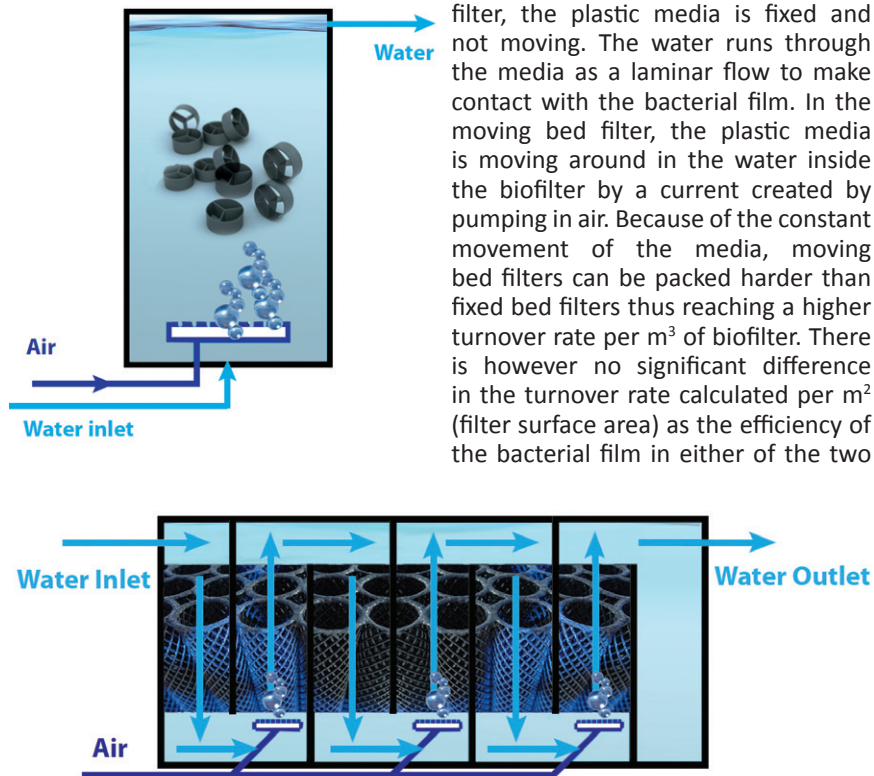 filter, the plastic media is fixed and
not moving. The water runs through
the media as a laminar flow to make
contact with the bacterial film. In the
moving bed filter, the plastic media
is moving around in the water inside
the biofilter by a current created by
pumping in air. Because of the constant
movement of the media, moving
bed filters can be packed harder than
fixed bed filters thus reaching a higher
turnover rate per m³ of biofilter. There
is however no significant difference
in the turnover rate calculated per m²
(filter surface area) as the efficiency of
the bacterial film in either of the two
Water
Air
Water inlet
Water Inlet
Water Outlet
Air